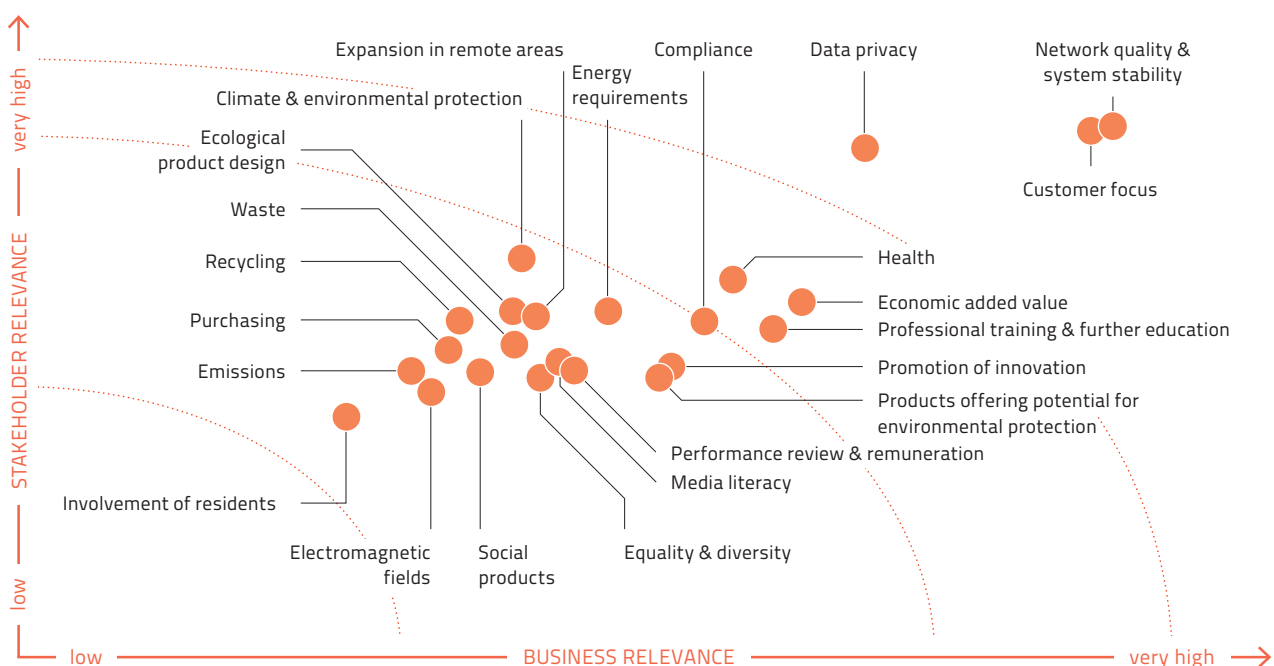 Expansion in remote areas
Compliance
Data privacy
Network quality &
system stability
Energy
requirements
Climate & environmental protection
Ecological
product design
Customer focus
Waste
Recycling
Health
Economic added value
Purchasing
Professional training & further education
Emissions
Promotion of innovation
Products offering potential for
environmental protection
Performance review & remuneration
Media literacy
Involvement of residents
Electromagnetic
fields
Social
products
Equality & diversity
very high
STAKEHOLDER RELEVANCE
low
low
BUSINESS RELEVANCE
very high